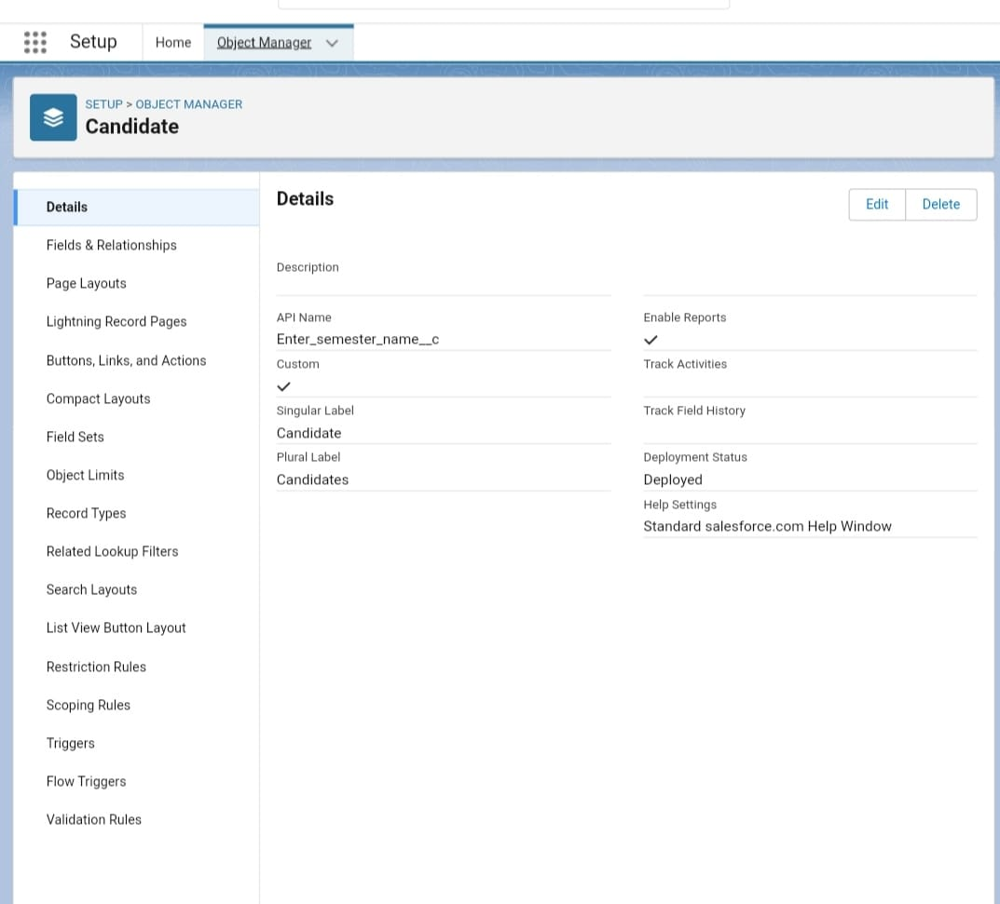 Setup
Home
Object Manager
SETUP > OBJECT MANAGER
Candidate
Details
Fields & Relationships
Page Layouts
Lightning Record Pages
Buttons, Links, and Actions
Compact Layouts
Field Sets
Object Limits
Record Types
Related Lookup Filters
Search Layouts
List View Button Layout
Restriction Rules
Scoping Rules
Triggers
Flow Triggers
Validation Rules
Details
Edit
Delete
Description
API Name
Enter_semester_name__c
Custom
Singular Label
Candidate
Plural Label
Candidates
Enable Reports
Track Activities
Track Field History
Deployment Status
Deployed
Help Settings
Standard salesforce.com Help Window